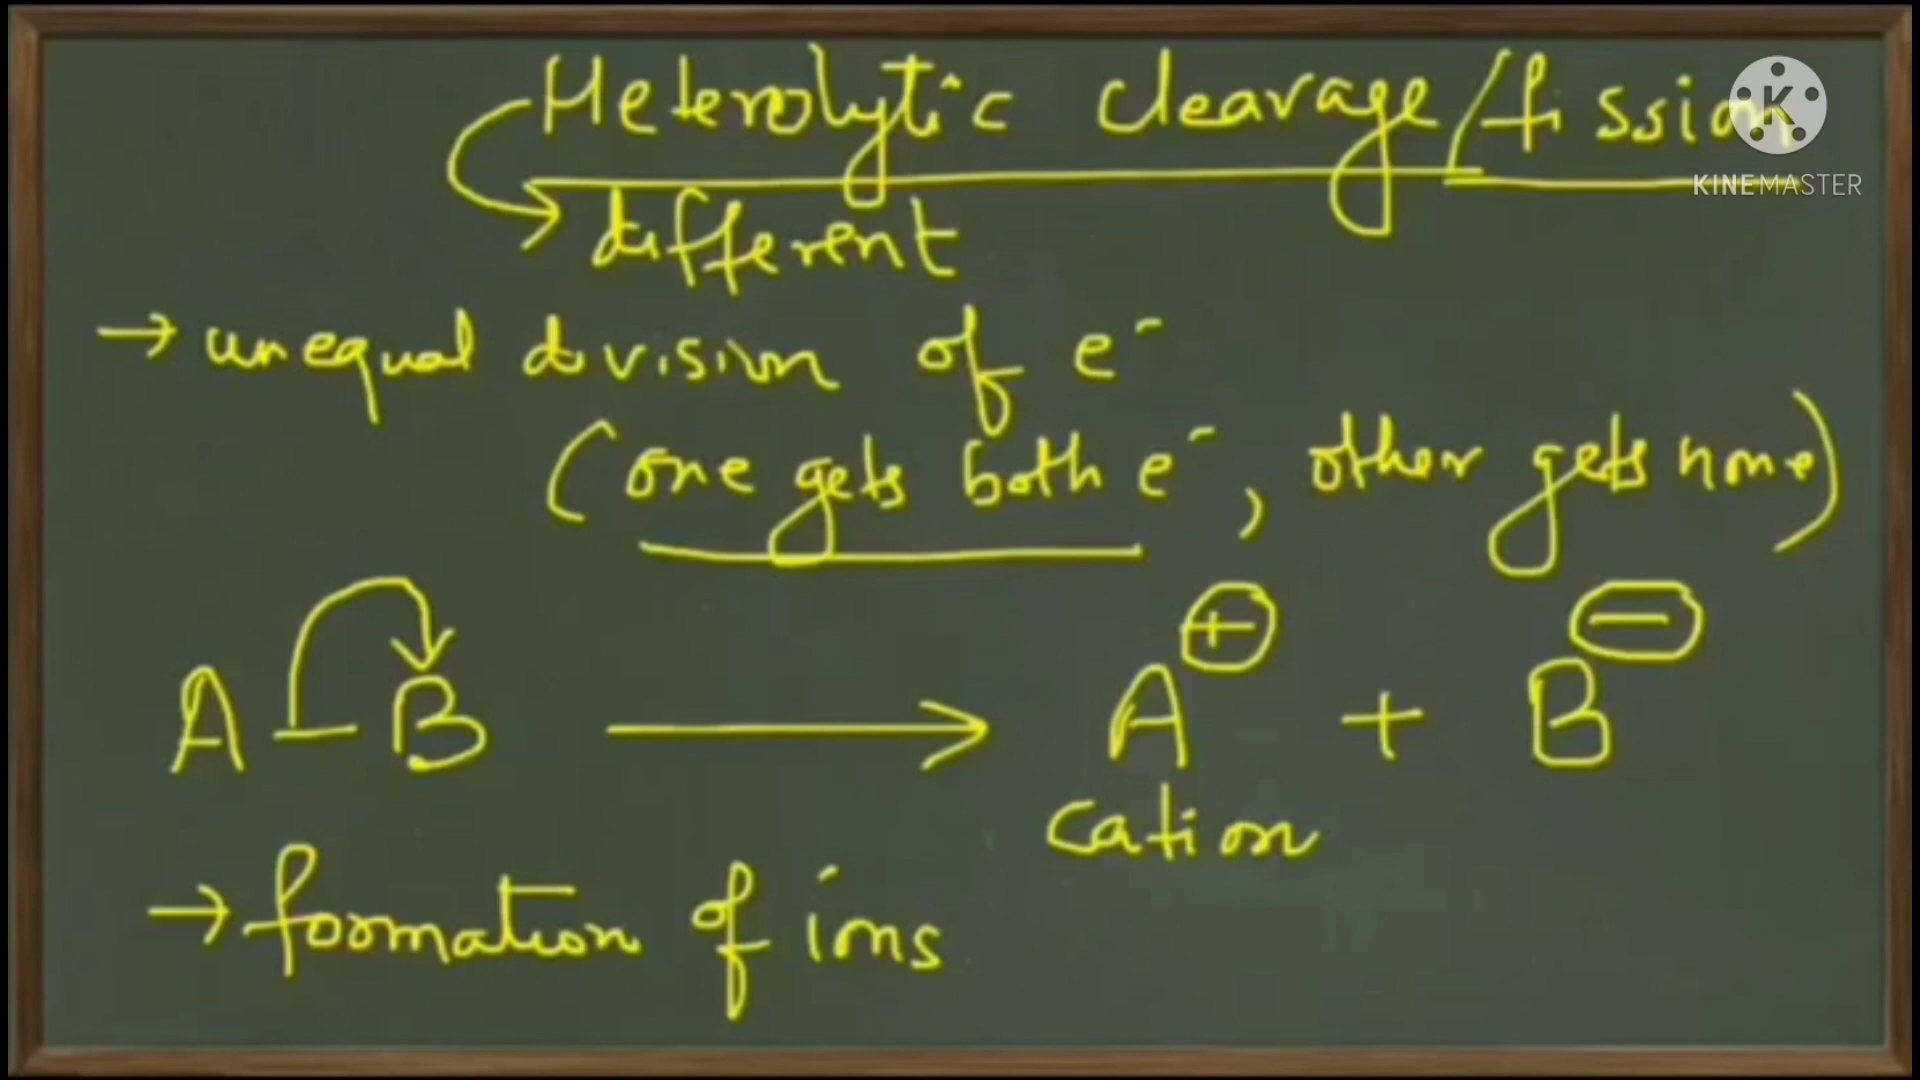 Heterolytic cleavage/fission
KINEMASTER
different
→ unequal division of e⁻
(one gets both e⁻, other gets none)
A—B → A⊕ + B⊖
cation
→ formation of ions